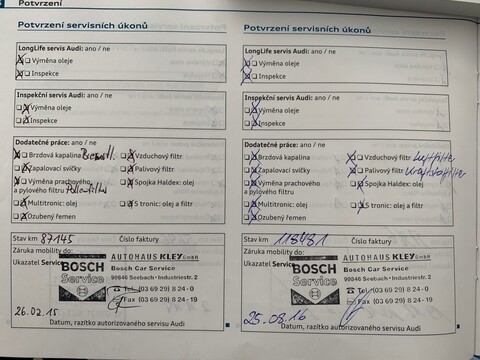 Potvrzení
Potvrzení servisních úkonů
LongLife servis Audi: ano / ne
Výměna oleje
Inspekce
Inspekční servis Audi: ano / ne
Výměna oleje
Inspekce
Dodatečné práce: ano / ne
Brzdová kapalina
Vzduchový filtr
Zapalovací svíčky
Palivový filtr
Výměna prachového
a pylového filtru
Spojka Haldex: olej
Multitronic: olej
S tronic: olej a filtr
Ozubený řemen
Stav km 87145 Číslo faktury
Záruka mobility do:
Ukazatel Service
BOSCH
Service
AUTOHAUS KLEY GmbH
Bosch Car Service
99846 Seebach · Industriestr. 2
Tel. (03 69 29) 8 24-0
Fax (03 69 29) 8 24-19
26.02.15
Datum, razítko autorizovaného servisu Audi
Potvrzení servisních úkonů
LongLife servis Audi: ano / ne
Výměna oleje
Inspekce
Inspekční servis Audi: ano / ne
Výměna oleje
Inspekce
Dodatečné práce: ano / ne
Brzdová kapalina
Vzduchový filtr Luftfilter
Zapalovací svíčky
Palivový filtr Kraftstofffilter
Výměna prachového
a pylového filtru
Spojka Haldex: olej
Multitronic: olej
S tronic: olej a filtr
Ozubený řemen
Stav km 118481 Číslo faktury
Záruka mobility do:
Ukazatel Service
BOSCH
Service
AUTOHAUS KLEY GmbH
Bosch Car Service
99846 Seebach · Industriestr. 2
Tel. (03 69 29) 8 24-0
Fax (03 69 29) 8 24-19
25.08.16
Datum, razítko autorizovaného servisu Audi